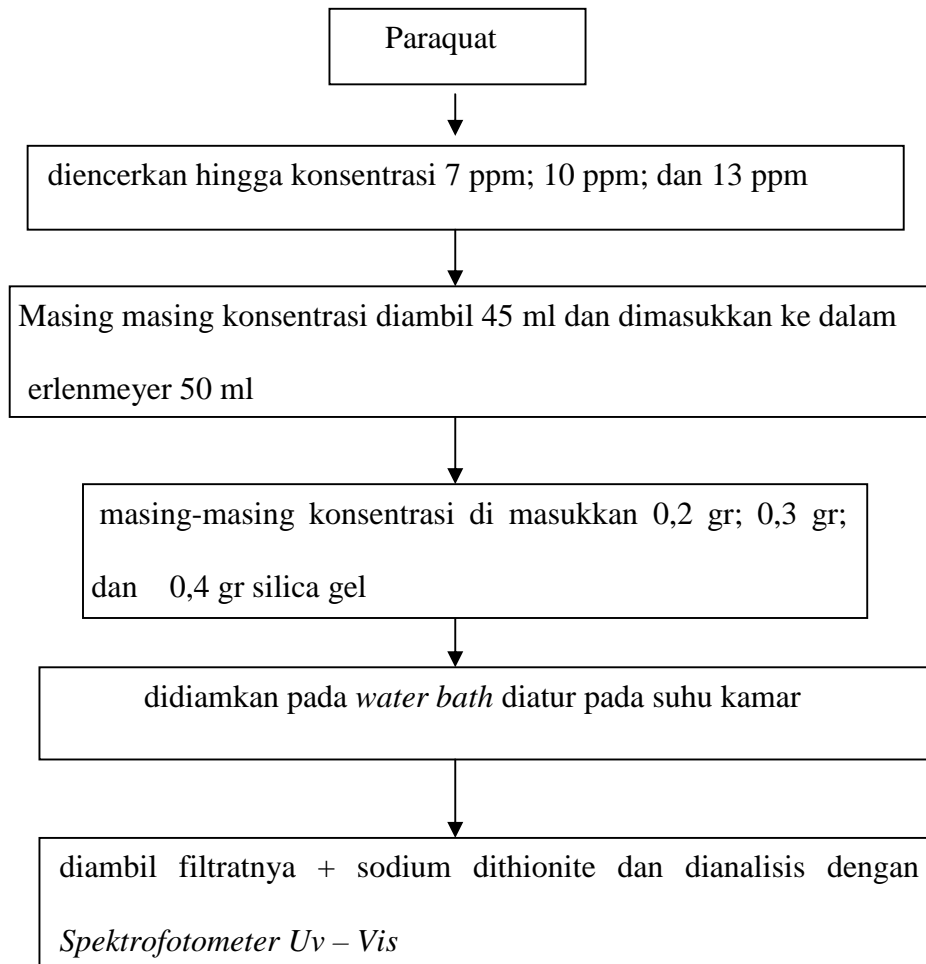 Paraquat
diencerkan hingga konsentrasi 7 ppm; 10 ppm; dan 13 ppm
Masing masing konsentrasi diambil 45 ml dan dimasukkan ke dalam
erlenmeyer 50 ml
masing-masing konsentrasi di masukkan 0,2 gr; 0,3 gr;
dan 0,4 gr silica gel
didiamkan pada water bath diatur pada suhu kamar
diambil filtratnya + sodium dithionite dan dianalisis dengan
Spektrofotometer Uv – Vis